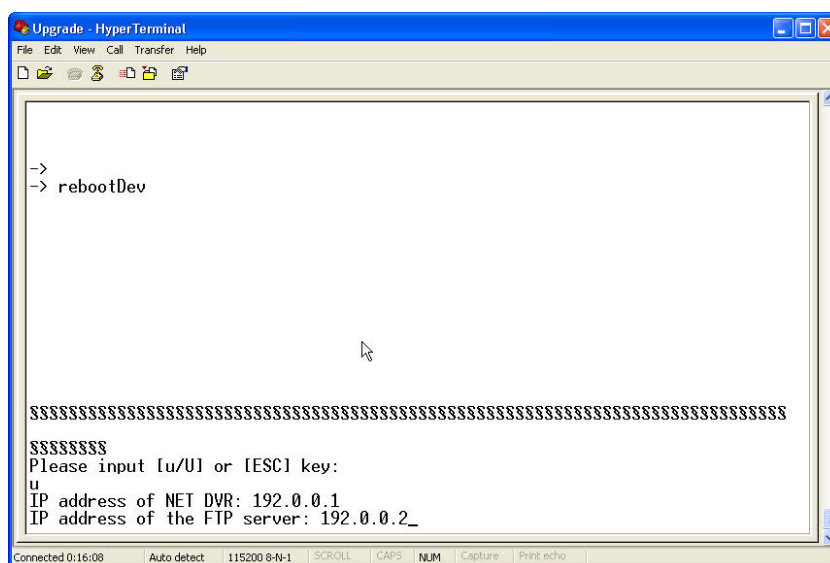 Upgrade - HyperTerminal
File Edit View Call Transfer Help
->
-> rebootDev
§§§§§§§§§§§§§§§§§§§§§§§§§§§§§§§§§§§§§§§§§§§§§§§§§§§§§§§§§§§§§§§§§§§§§§§§§§§§§§
§§§§§§§§
Please input [u/U] or [ESC] key:
u
IP address of NET DVR: 192.0.0.1
IP address of the FTP server: 192.0.0.2_
Connected 0:16:08 Auto detect 115200 8-N-1 SCROLL CAPS NUM Capture Print echo